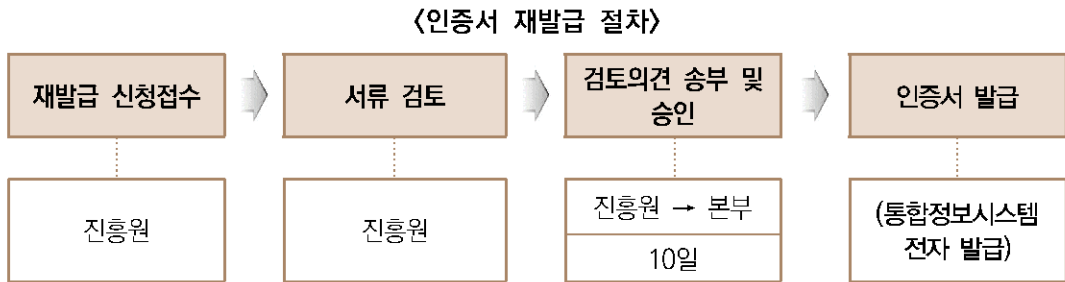 〈인증서 재발급 절차〉
재발급 신청접수
서류 검토
검토의견 송부 및
승인
인증서 발급
진흥원
진흥원
진흥원 → 본부
10일
(통합정보시스템
전자 발급)